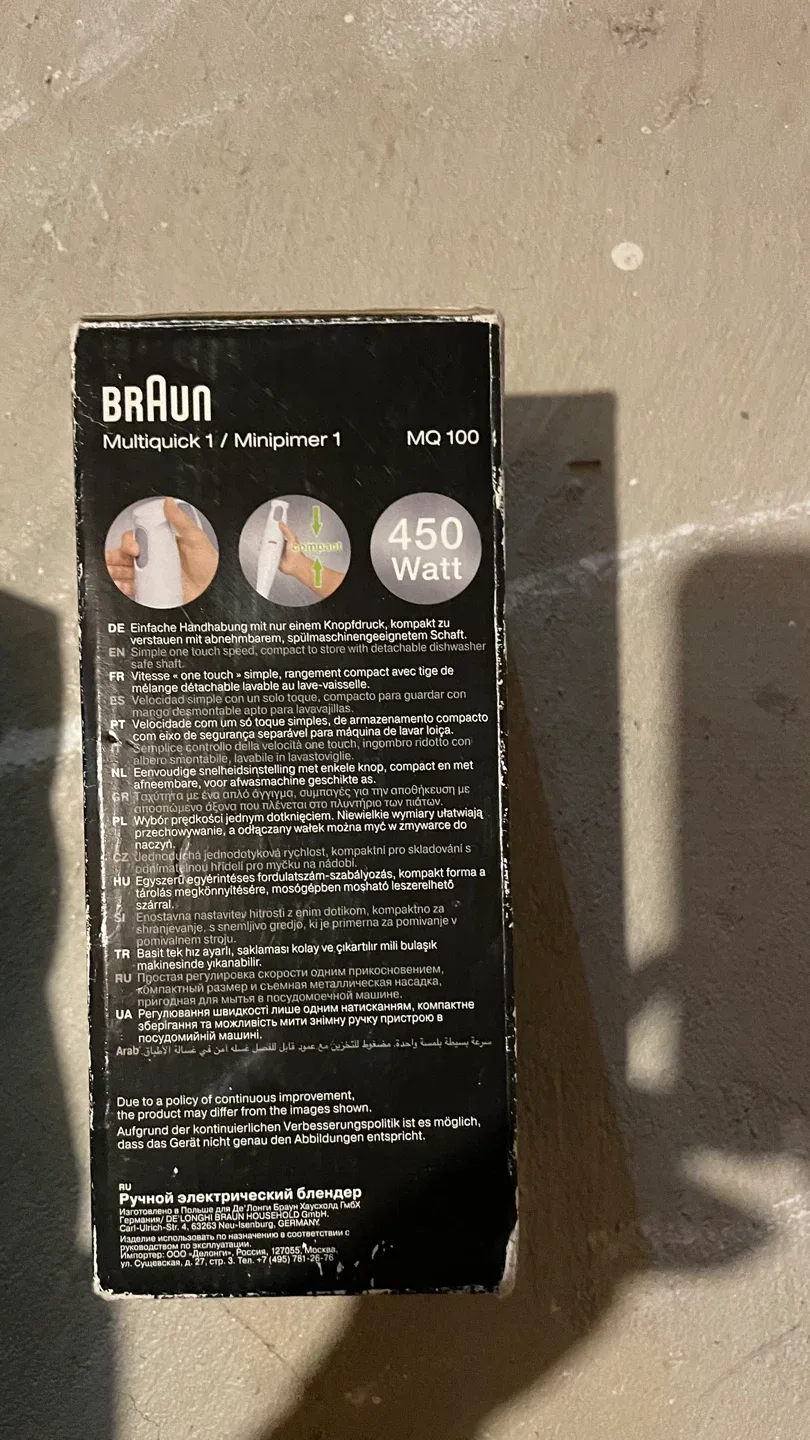 BRAUN
Multiquick 1 / Minipimer 1 MQ 100
compact
450
Watt
DE Einfache Handhabung mit nur einem Knopfdruck, kompakt zu
verstauen mit abnehmbarem, spülmaschinengeeignetem Schaft.
EN Simple one touch speed, compact to store with detachable dishwasher
safe shaft.
FR Vitesse « one touch » simple, rangement compact avec tige de
mélange détachable lavable au lave-vaisselle.
ES Velocidad simple con un solo toque, compacto para guardar con
mango desmontable apto para lavavajillas.
PT Velocidade com um só toque simples, de armazenamento compacto
com eixo de segurança separável para máquina de lavar loiça.
IT Semplice controllo della velocità one touch, ingombro ridotto con
albero smontabile, lavabile in lavastoviglie.
NL Eenvoudige snelheidsinstelling met enkele knop, compact en met
afneembare, voor afwasmachine geschikte as.
GR Ταχύτητα με ένα απλό άγγιγμα, συμπαγές για την αποθήκευση με
αποσπώμενο άξονα που πλένεται στο πλυντήριο των πιάτων.
PL Wybór prędkości jednym dotknięciem. Niewielkie wymiary ułatwiają
przechowywanie, a odłączany wałek można myć w zmywarce do
naczyń.
CZ Jednoduchá jednodotyková rychlost, kompaktní pro skladování s
odnímatelnou hřídelí pro myčku na nádobí.
HU Egyszerű egyérintéses fordulatszám-szabályozás, kompakt forma a
tárolás megkönnyítésére, mosógépben mosható leszerelhető
szárral.
SI Enostavna nastavitev hitrosti z enim dotikom, kompaktno za
shranjevanje, s snemljivo gredjo, ki je primerna za pomivanje v
pomivalnem stroju.
TR Basit tek hız ayarlı, saklaması kolay ve çıkartılır mili bulaşık
makinesinde yıkanabilir.
RU Простая регулировка скорости одним прикосновением,
компактный размер и съемная металлическая насадка,
пригодная для мытья в посудомоечной машине.
UA Регулювання швидкості лише одним натисканням, компактне
зберігання та можливість мити знімну ручку пристрою в
посудомийній машині.
Arab سرعة بسيطة بلمسة واحدة. مضغوط للتخزين مع عمود قابل للفصل غسله آمن في غسالة الأطباق.
Due to a policy of continuous improvement,
the product may differ from the images shown.
Aufgrund der kontinuierlichen Verbesserungspolitik ist es möglich,
dass das Gerät nicht genau den Abbildungen entspricht.
RU
Ручной электрический блендер
Изготовлено в Польше для Де'Лонги Браун Хаусхолд ГмбХ
Германия/ DE'LONGHI BRAUN HOUSEHOLD GmbH.
Carl-Ulrich-Str. 4, 63263 Neu-Isenburg, GERMANY.
Изделие использовать по назначению в соответствии с
руководством по эксплуатации.
Импортер: ООО «Делонги», Россия, 127055, Москва,
ул. Сущевская, д. 27, стр. 3. Тел. +7 (495) 781-26-76